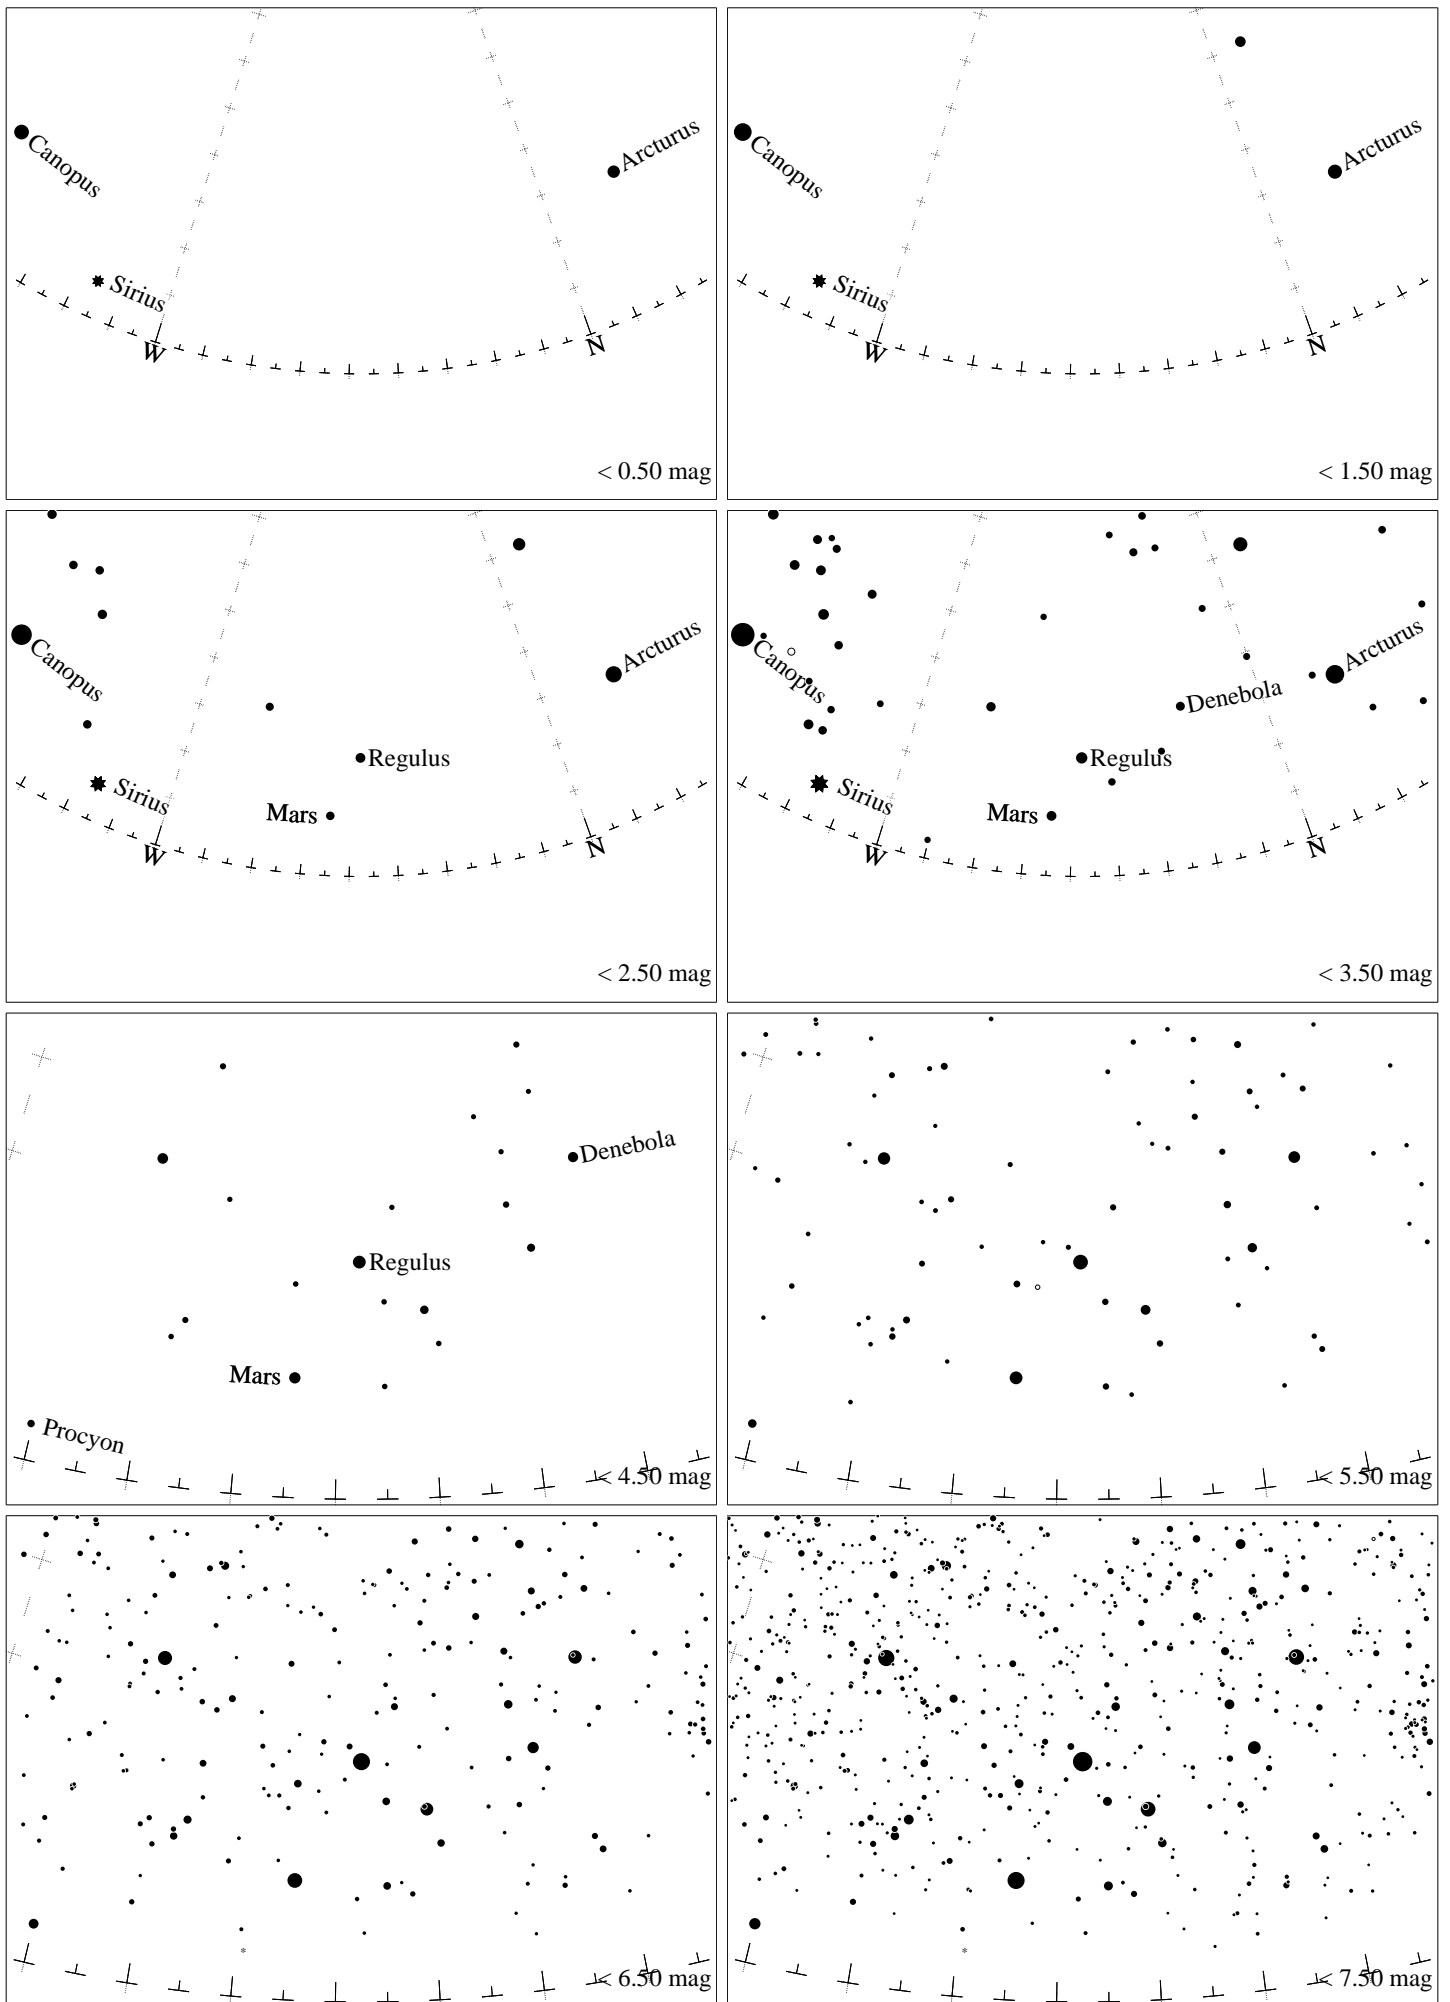 Canopus
Arcturus
Sirius
W
N
< 0.50 mag
Canopus
Arcturus
Sirius
W
N
< 1.50 mag
Canopus
Arcturus
Regulus
Sirius
Mars
W
N
< 2.50 mag
Canopus
Arcturus
Denebola
Regulus
Sirius
Mars
W
N
< 3.50 mag
Denebola
Regulus
Mars
Procyon
< 4.50 mag
< 5.50 mag
< 6.50 mag
< 7.50 mag